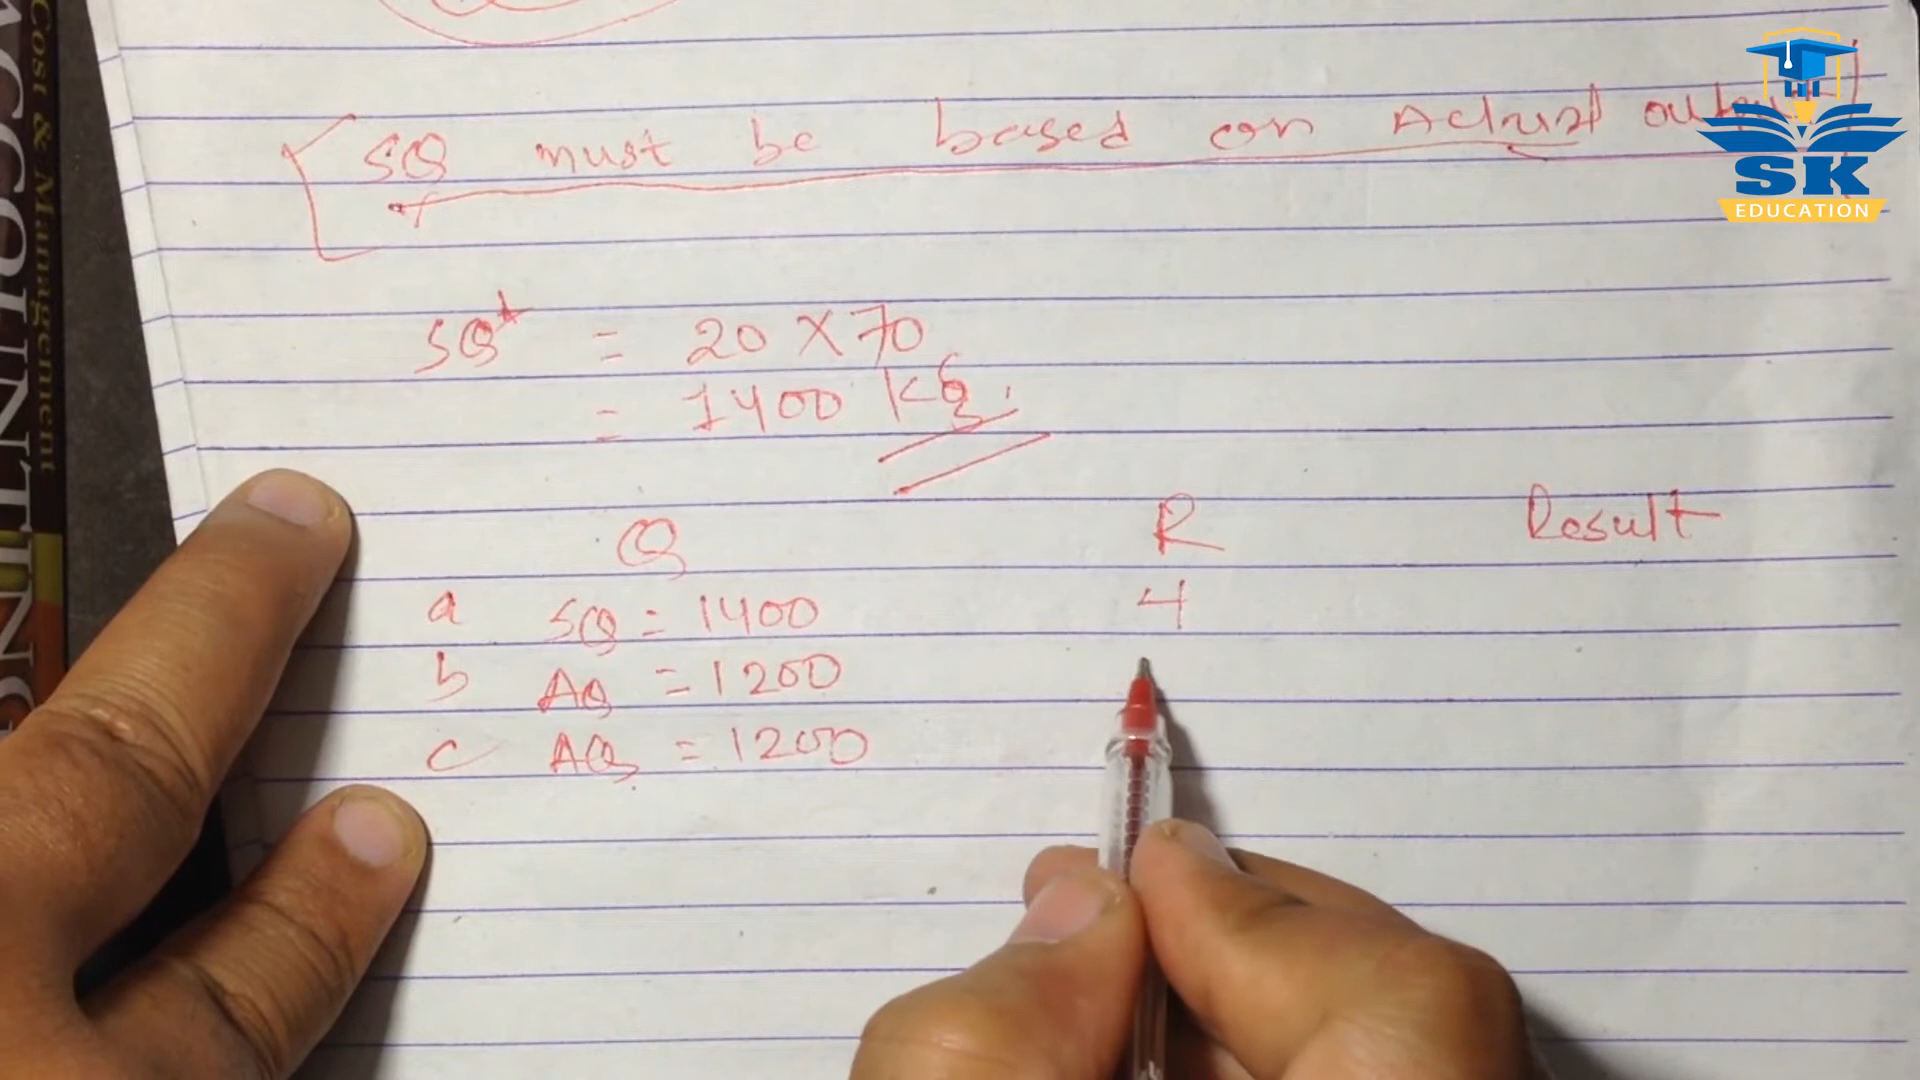 Cost & Management
ACCOUNTING
SK
EDUCATION
SQ must be based on Actual output
SQ = 20 X 70
= 1400 KG.
Q R Result
a SQ = 1400 4
b AQ = 1200
c AQ = 1200